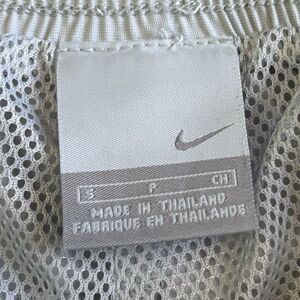 S P CH
MADE IN THAILAND
FABRIQUE EN THAILANDE